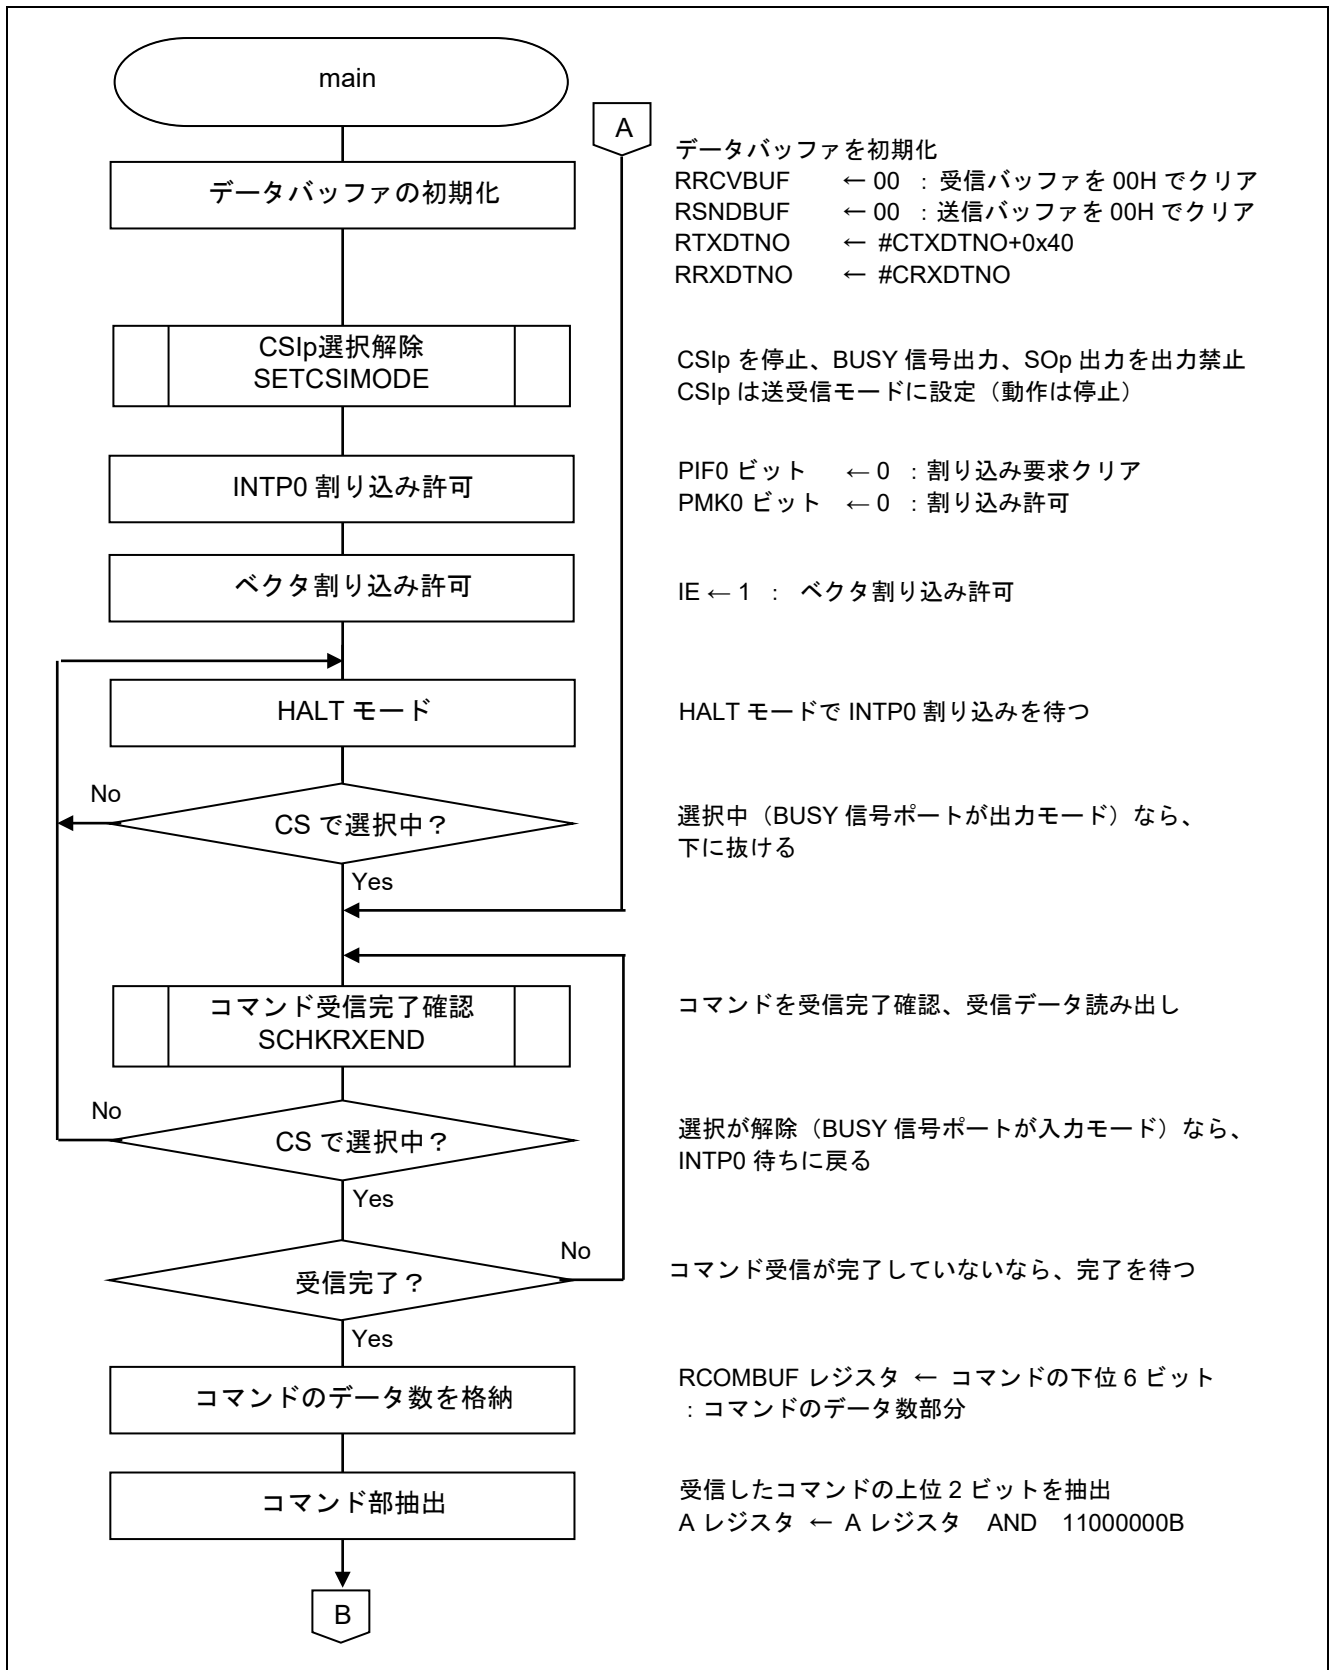 main
A
データバッファの初期化
データバッファを初期化
RRCVBUF ← 00 : 受信バッファを 00H でクリア
RSNDBUF ← 00 : 送信バッファを 00H でクリア
RTXDTNO ← #CTXDTNO+0x40
RRXDTNO ← #CRXDTNO
CSIp選択解除
SETCSIMODE
CSIp を停止、BUSY 信号出力、SOp 出力を出力禁止
CSIp は送受信モードに設定（動作は停止）
INTP0 割り込み許可
PIF0 ビット ← 0 : 割り込み要求クリア
PMK0 ビット ← 0 : 割り込み許可
ベクタ割り込み許可
IE ← 1 : ベクタ割り込み許可
HALT モード
HALT モードで INTP0 割り込みを待つ
No
CS で選択中？
選択中（BUSY 信号ポートが出力モード）なら、
下に抜ける
Yes
コマンド受信完了確認
SCHKRXEND
コマンドを受信完了確認、受信データ読み出し
No
CS で選択中？
選択が解除（BUSY 信号ポートが入力モード）なら、
INTP0 待ちに戻る
Yes
No
受信完了？
コマンド受信が完了していないなら、完了を待つ
Yes
コマンドのデータ数を格納
RCOMBUF レジスタ ← コマンドの下位 6 ビット
: コマンドのデータ数部分
コマンド部抽出
受信したコマンドの上位 2 ビットを抽出
A レジスタ ← A レジスタ AND 11000000B
B